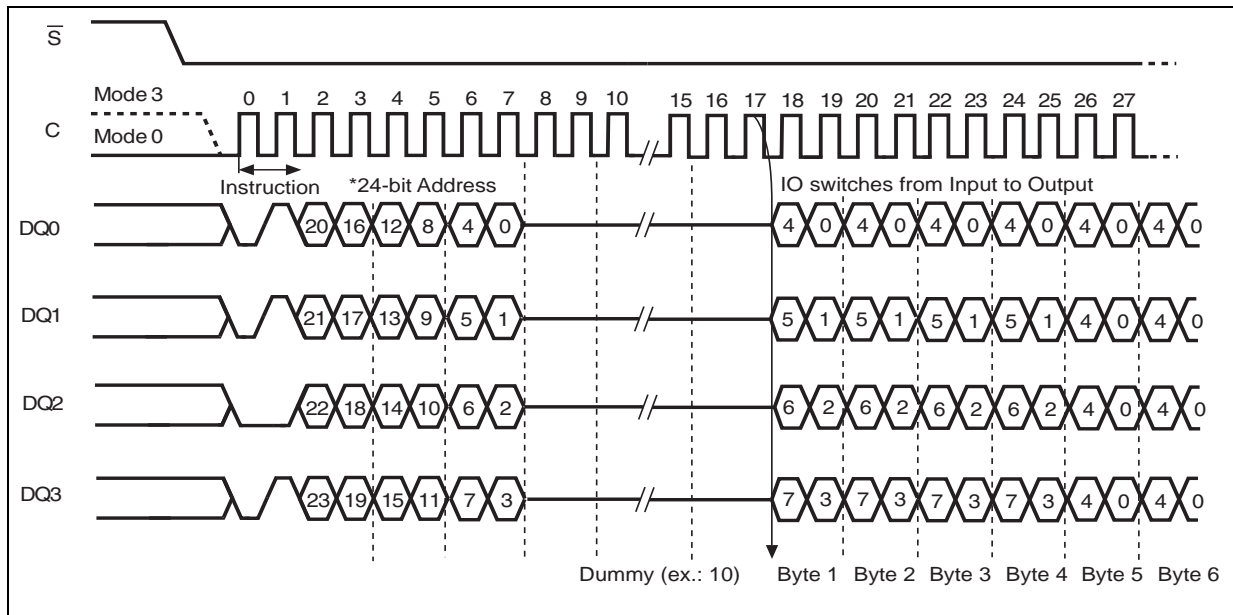 S
0 1 2 3 4 5 6 7 8 9 10 15 16 17 18 19 20 21 22 23 24 25 26 27
Mode 3
C
Mode 0
Instruction *24-bit Address IO switches from Input to Output
DQ0 20 16 12 8 4 0 4 0 4 0 4 0 4 0 4 0 4 0
DQ1 21 17 13 9 5 1 5 1 5 1 5 1 5 1 4 0 4 0
DQ2 22 18 14 10 6 2 6 2 6 2 6 2 6 2 4 0 4 0
DQ3 23 19 15 11 7 3 7 3 7 3 7 3 7 3 4 0 4 0
Dummy (ex.: 10) Byte 1 Byte 2 Byte 3 Byte 4 Byte 5 Byte 6